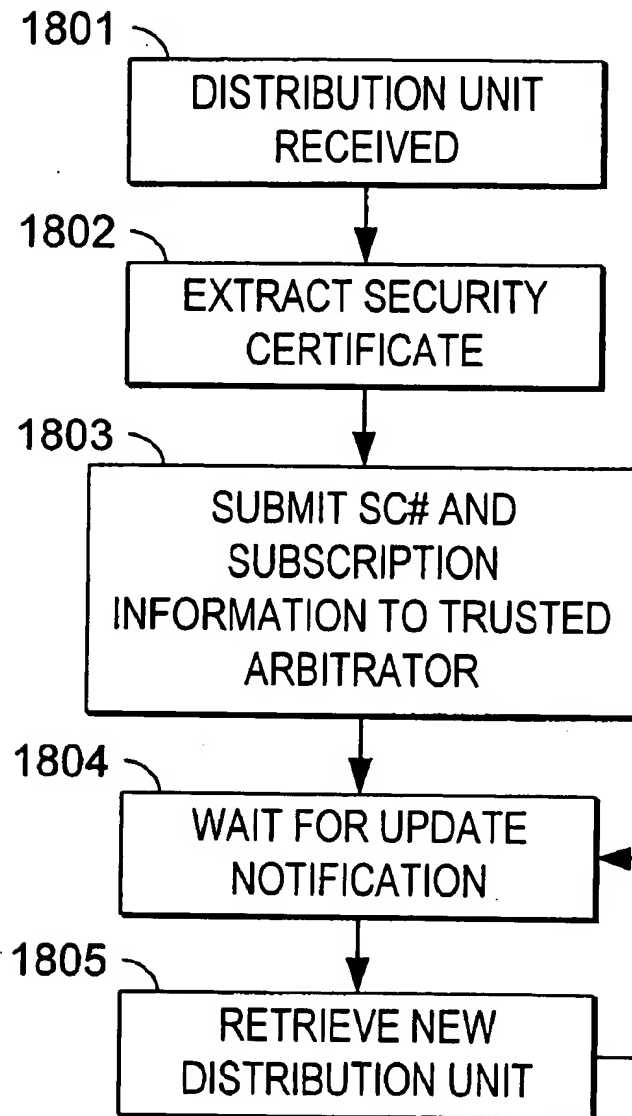 1801
DISTRIBUTION UNIT
RECEIVED
1802
EXTRACT SECURITY
CERTIFICATE
1803
SUBMIT SC# AND
SUBSCRIPTION
INFORMATION TO TRUSTED
ARBITRATOR
1804
WAIT FOR UPDATE
NOTIFICATION
1805
RETRIEVE NEW
DISTRIBUTION UNIT